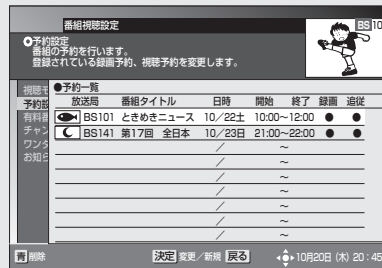 番組視聴設定
BS 10
予約設定
番組の予約を行います。
登録されている録画予約、視聴予約を変更します。
視聴モ
予約設
有料番
チャン
ワンタ
お知ら
●予約一覧
放送局 番組タイトル 日時 開始 終了 録画 追従
BS101 ときめきニュース 10/22土 10:00~12:00 ● ●
BS141 第17回 全日本 10/23日 21:00~22:00 ● ●
/ ~
/ ~
/ ~
/ ~
/ ~
/ ~
青 削除 決定 変更/新規 戻る 10月20日 (木) 20:45